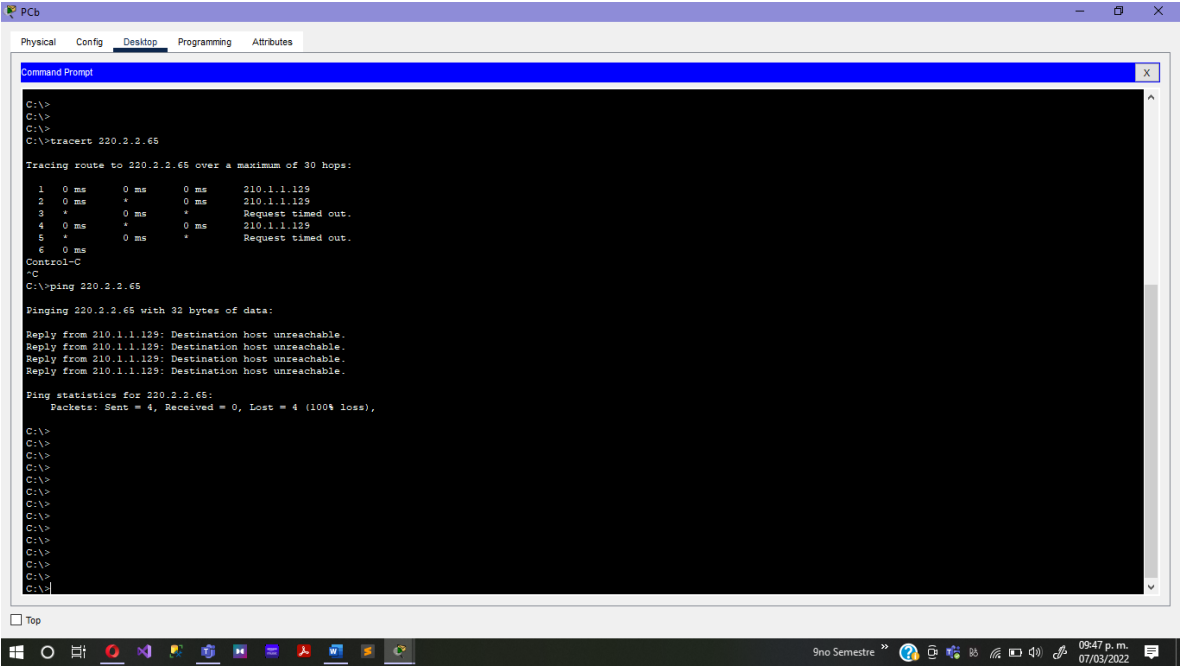 PCb
Physical Config Desktop Programming Attributes
Command Prompt
X
C:\>
C:\>
C:\>
C:\>tracert 220.2.2.65
Tracing route to 220.2.2.65 over a maximum of 30 hops:
1 0 ms 0 ms 0 ms 210.1.1.129
2 0 ms * 0 ms 210.1.1.129
3 * 0 ms * Request timed out.
4 0 ms * 0 ms 210.1.1.129
5 * 0 ms * Request timed out.
6 0 ms
Control-C
^C
C:\>ping 220.2.2.65
Pinging 220.2.2.65 with 32 bytes of data:
Reply from 210.1.1.129: Destination host unreachable.
Reply from 210.1.1.129: Destination host unreachable.
Reply from 210.1.1.129: Destination host unreachable.
Reply from 210.1.1.129: Destination host unreachable.
Ping statistics for 220.2.2.65:
Packets: Sent = 4, Received = 0, Lost = 4 (100% loss),
C:\>
C:\>
C:\>
C:\>
C:\>
C:\>
C:\>
C:\>
C:\>
C:\>
C:\>
C:\>
C:\>
C:\>
Top
9no Semestre
09:47 p. m.
07/03/2022